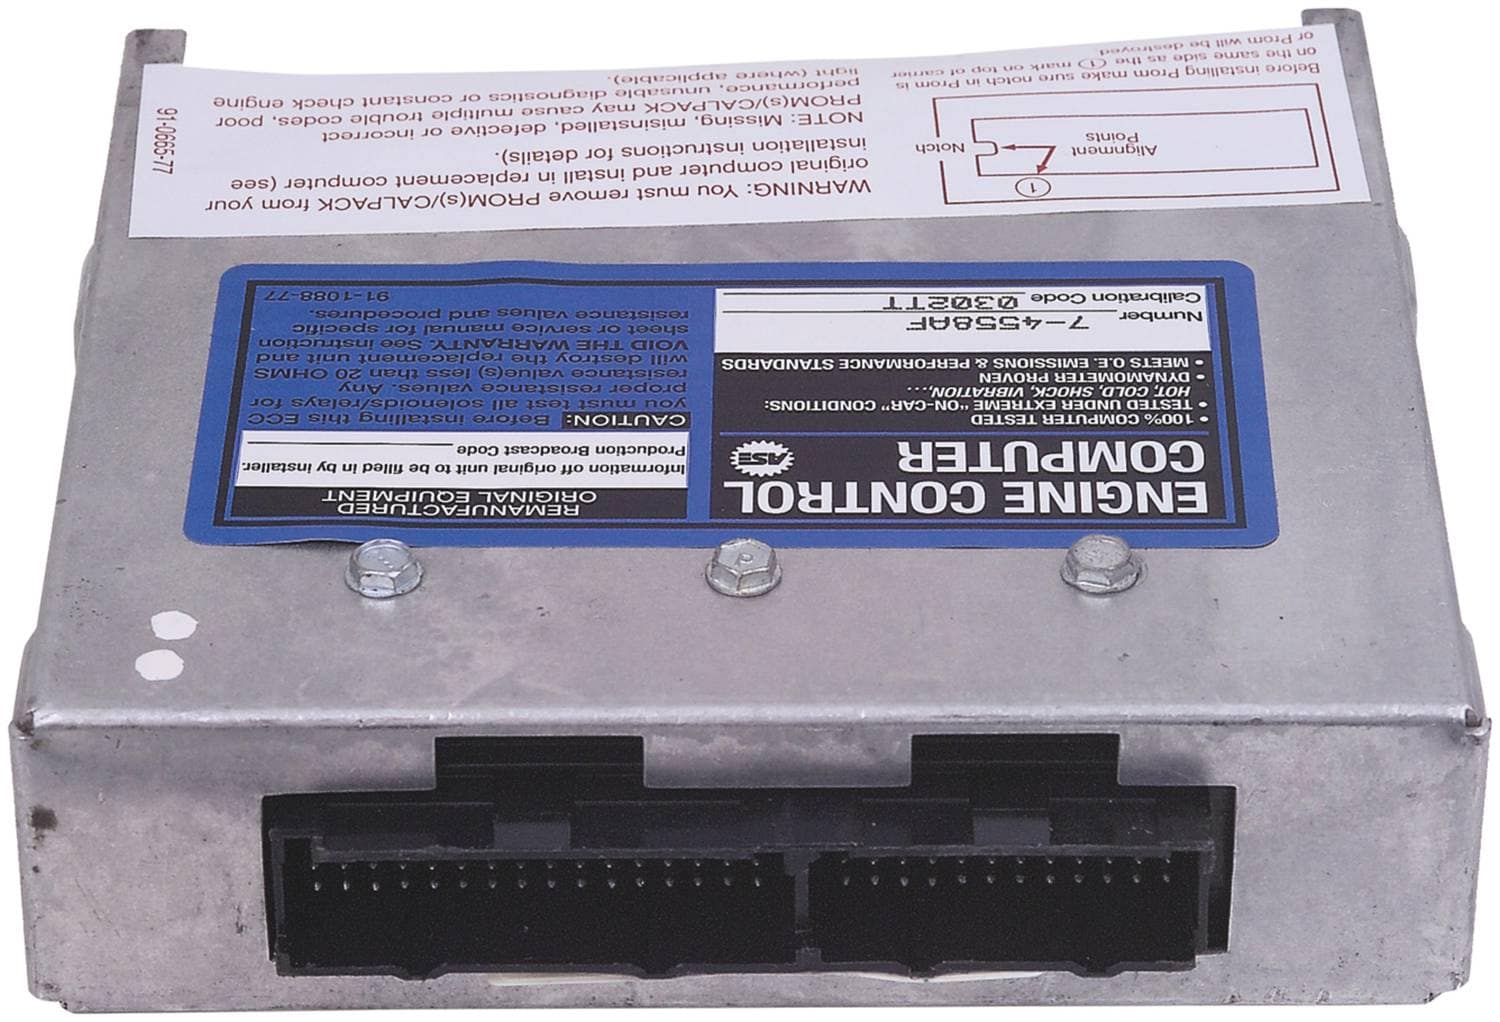 WARNING: You must remove PROM(s)/CALPACK from your
original computer and install in replacement computer (see
installation instructions for details).
NOTE: Missing, misinstalled, defective, or incorrect
PROM(s)/CALPACK may cause multiple trouble codes, poor
performance, unusable, diagnostics or constant check engine
light (where applicable).
91-0665-77
1
Alignment
Points
Notch
Before installing Prom make sure notch in Prom is
on the same side as the 1 mark on top of carrier
or Prom will be destroyed
ENGINE CONTROL
COMPUTER
ASE
• 100% COMPUTER TESTED
• TESTED UNDER EXTREME "ON-CAR" CONDITIONS:
HOT, COLD, SHOCK, VIBRATION,...
• DYNAMOMETER PROVEN
• MEETS O.E. EMISSIONS & PERFORMANCE STANDARDS
Number 7-4558AF
Calibration Code 0302TT
REMANUFACTURED
ORIGINAL EQUIPMENT
Information off original unit to be filled in by installer.
Production Broadcast Code
CAUTION: Before installing this ECC
you must test all solenoids/relays for
proper resistance values. Any
resistance value(s) less than 20 OHMS
will destroy the replacement unit and
VOID THE WARRANTY. See instruction
sheet or service manual for specific
resistance values and procedures.
91-1088-77